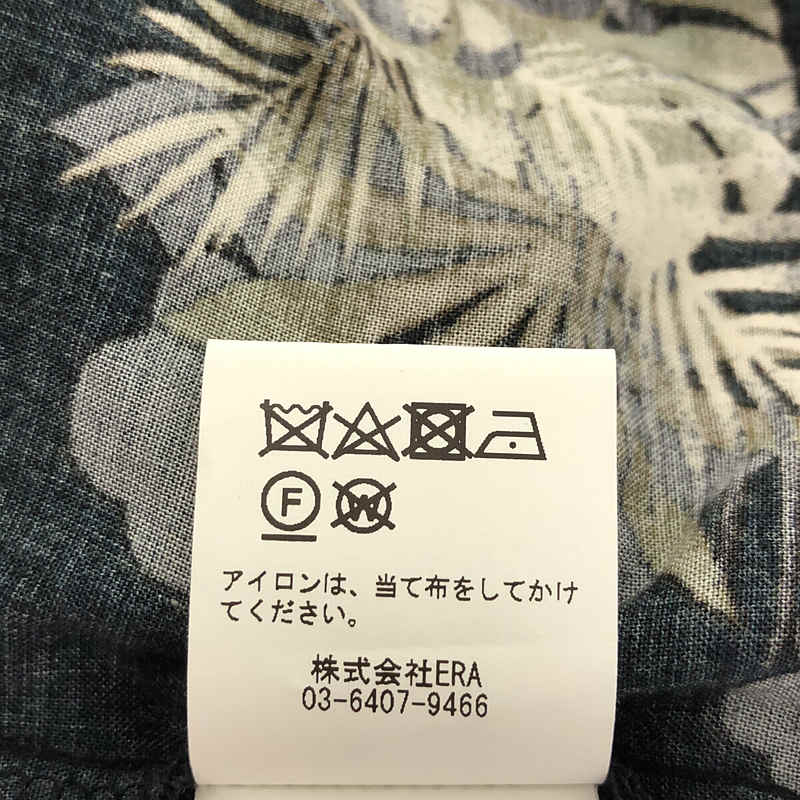 F W
アイロンは、当て布をしてかけ
てください。
株式会社ERA
03-6407-9466